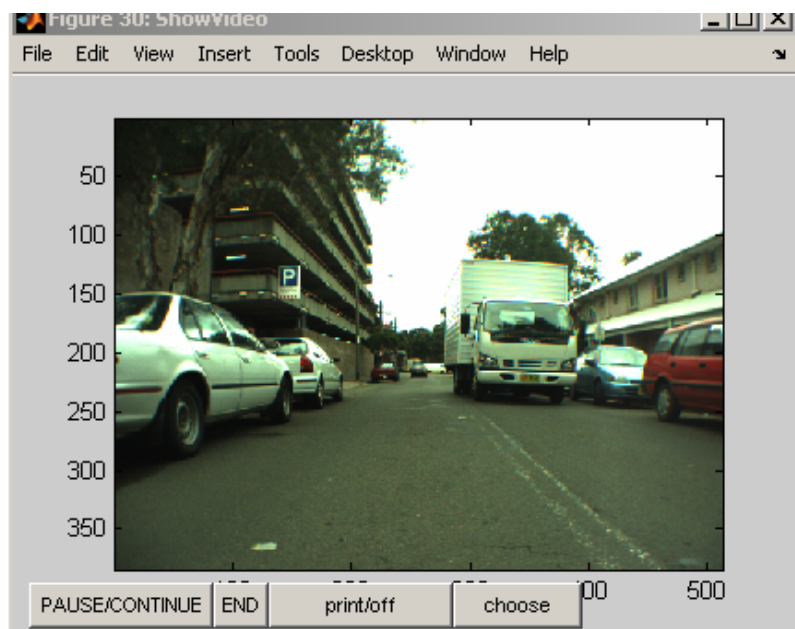 Figure 30: ShowVideo
File Edit View Insert Tools Desktop Window Help
50
100
150
200
250
300
350
P
500
PAUSE/CONTINUE END print/off choose